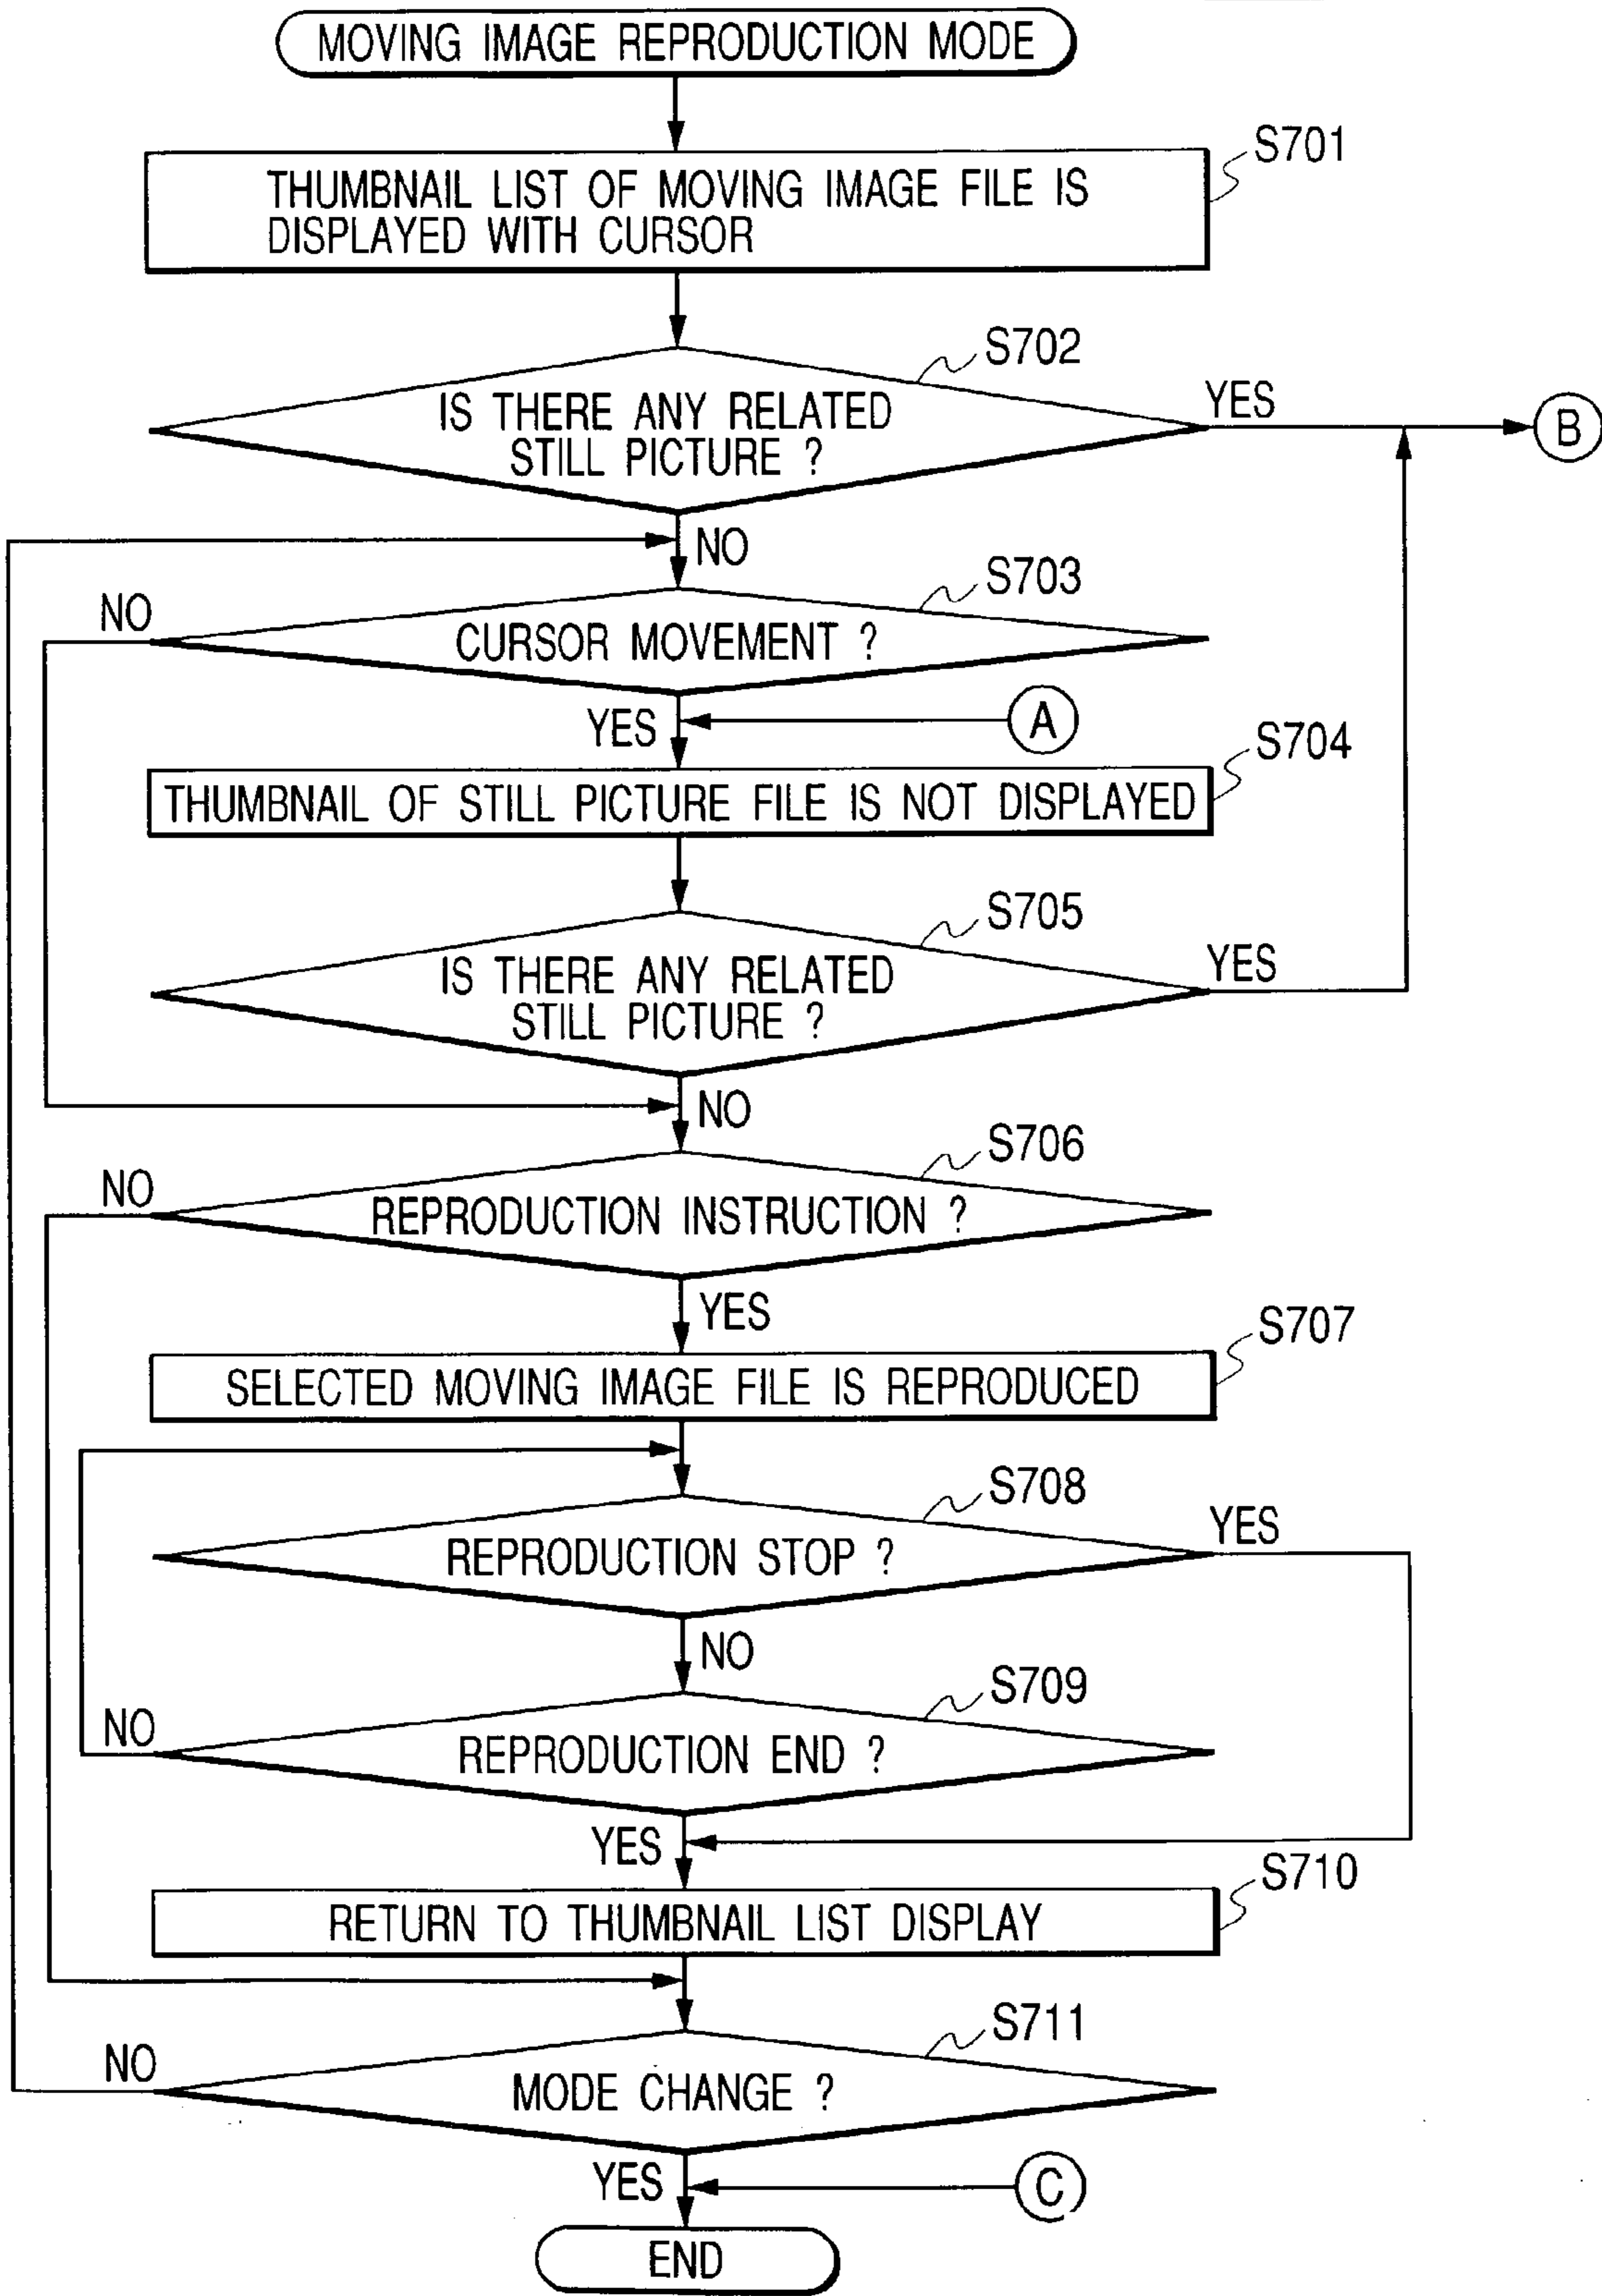 MOVING IMAGE REPRODUCTION MODE
S701
THUMBNAIL LIST OF MOVING IMAGE FILE IS
DISPLAYED WITH CURSOR
S702
IS THERE ANY RELATED
STILL PICTURE ?
YES
B
NO
S703
NO
CURSOR MOVEMENT ?
YES
A
S704
THUMBNAIL OF STILL PICTURE FILE IS NOT DISPLAYED
S705
IS THERE ANY RELATED
STILL PICTURE ?
YES
NO
S706
NO
REPRODUCTION INSTRUCTION ?
YES
S707
SELECTED MOVING IMAGE FILE IS REPRODUCED
S708
REPRODUCTION STOP ?
YES
NO
S709
NO
REPRODUCTION END ?
YES
S710
RETURN TO THUMBNAIL LIST DISPLAY
S711
NO
MODE CHANGE ?
YES
C
END